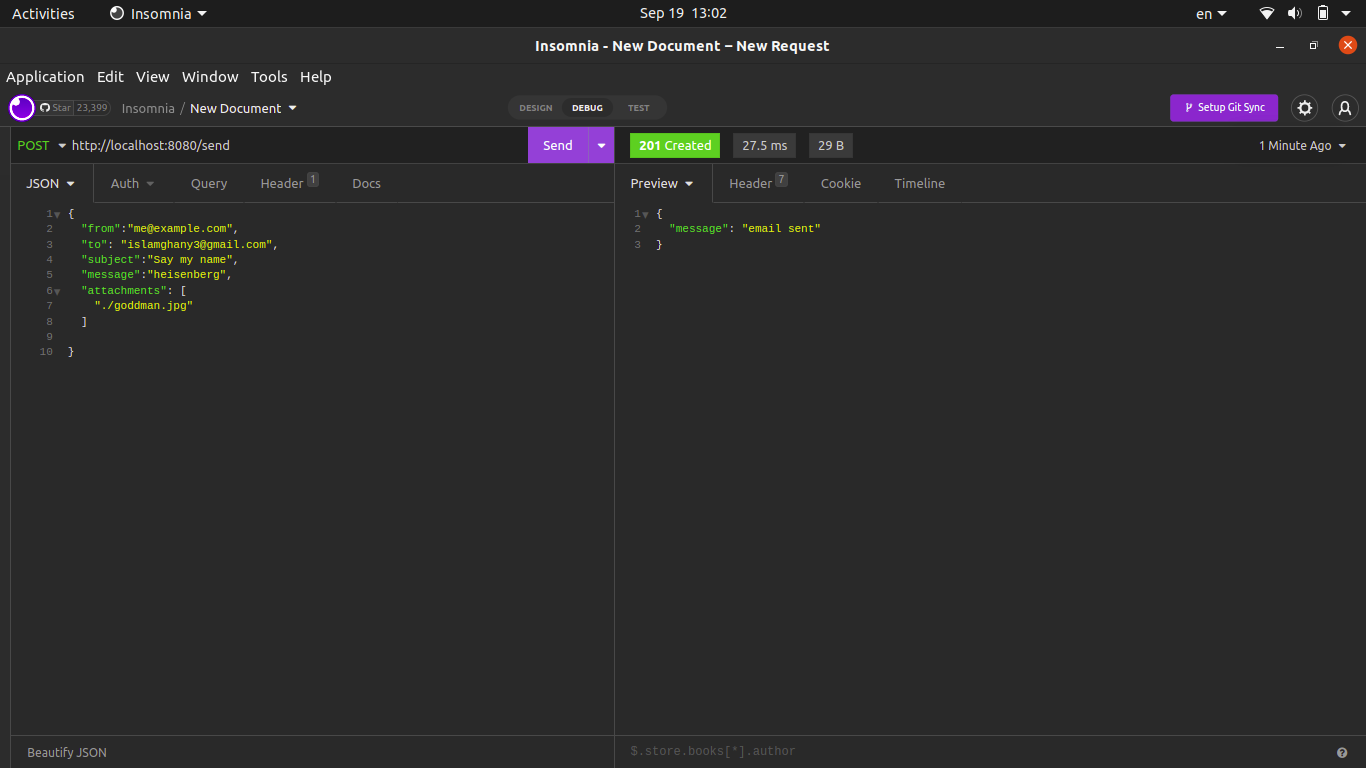 Activities Insomnia Sep 19 13:02 en
Insomnia - New Document – New Request
Application Edit View Window Tools Help
Star 23,399 Insomnia / New Document DESIGN DEBUG TEST Setup Git Sync
POST http://localhost:8080/send Send 201 Created 27.5 ms 29 B 1 Minute Ago
JSON Auth Query Header 1 Docs Preview Header 7 Cookie Timeline
1 {
2 "from":"me@example.com",
3 "to": "islamghany3@gmail.com",
4 "subject":"Say my name",
5 "message":"heisenberg",
6 "attachments": [
7 "./goddman.jpg"
8 ]
9
10 }
1 {
2 "message": "email sent"
3 }
Beautify JSON $.store.books[*].author ?